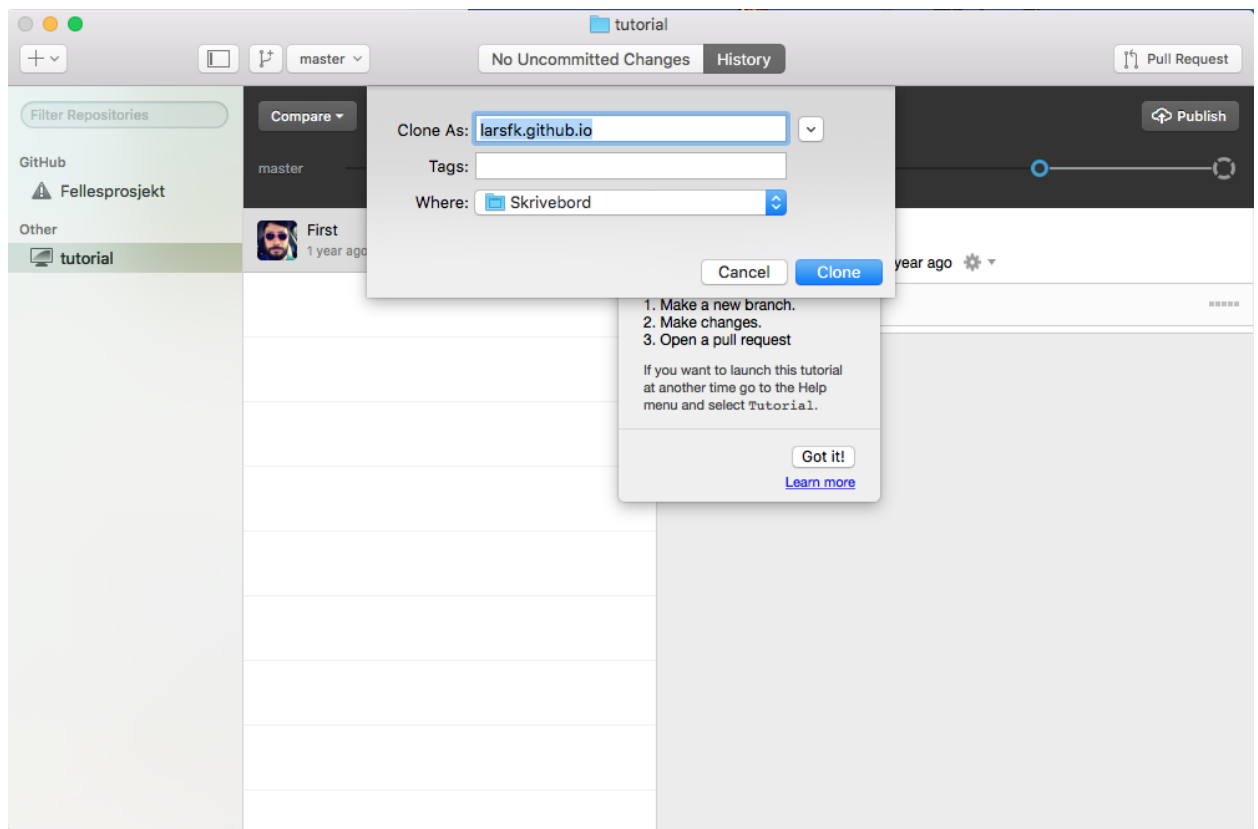 tutorial
master
No Uncommitted Changes
History
Pull Request
Filter Repositories
GitHub
Fellesprosjekt
Other
tutorial
Compare
Publish
master
Clone As: larsfk.github.io
Tags:
Where: Skrivebord
Cancel
Clone
First
1 year ago
year ago
1. Make a new branch.
2. Make changes.
3. Open a pull request
If you want to launch this tutorial
at another time go to the Help
menu and select Tutorial.
Got it!
Learn more